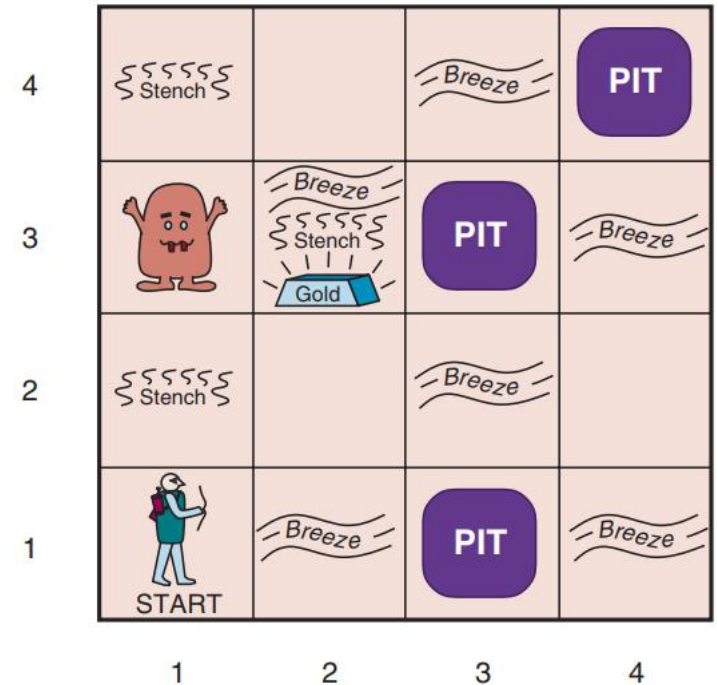 4
Stench
Breeze
PIT
3
Breeze
Stench
Gold
PIT
Breeze
2
Stench
Breeze
1
START
Breeze
PIT
Breeze
1 2 3 4